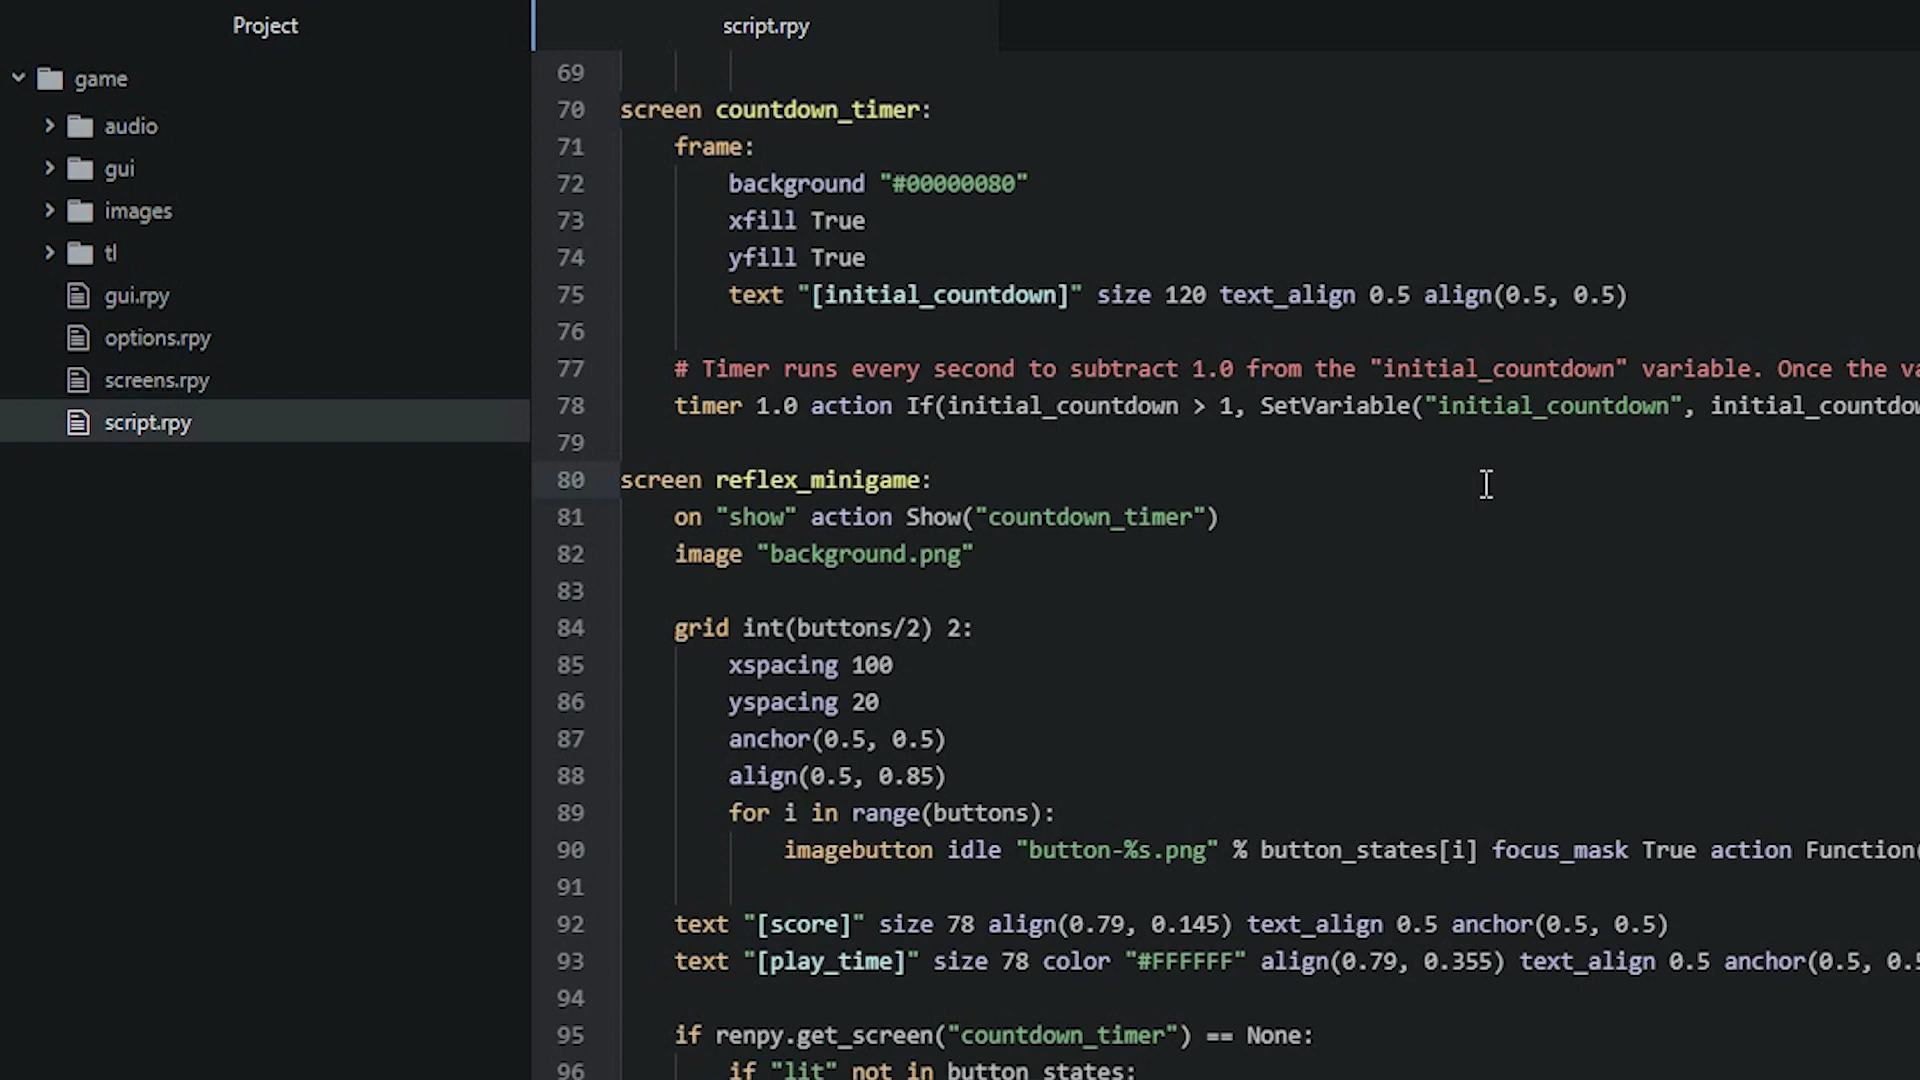 Project
script.rpy
game
audio
gui
images
tl
gui.rpy
options.rpy
screens.rpy
script.rpy
69
70 screen countdown_timer:
71 frame:
72 background "#00000080"
73 xfill True
74 yfill True
75 text "[initial_countdown]" size 120 text_align 0.5 align(0.5, 0.5)
76
77 # Timer runs every second to subtract 1.0 from the "initial_countdown" variable. Once the va
78 timer 1.0 action If(initial_countdown > 1, SetVariable("initial_countdown", initial_countdow
79
80 screen reflex_minigame:
81 on "show" action Show("countdown_timer")
82 image "background.png"
83
84 grid int(buttons/2) 2:
85 xspacing 100
86 yspacing 20
87 anchor(0.5, 0.5)
88 align(0.5, 0.85)
89 for i in range(buttons):
90 imagebutton idle "button-%s.png" % button_states[i] focus_mask True action Function(
91
92 text "[score]" size 78 align(0.79, 0.145) text_align 0.5 anchor(0.5, 0.5)
93 text "[play_time]" size 78 color "#FFFFFF" align(0.79, 0.355) text_align 0.5 anchor(0.5, 0.5
94
95 if renpy.get_screen("countdown_timer") == None:
96 if "lit" not in button_states: